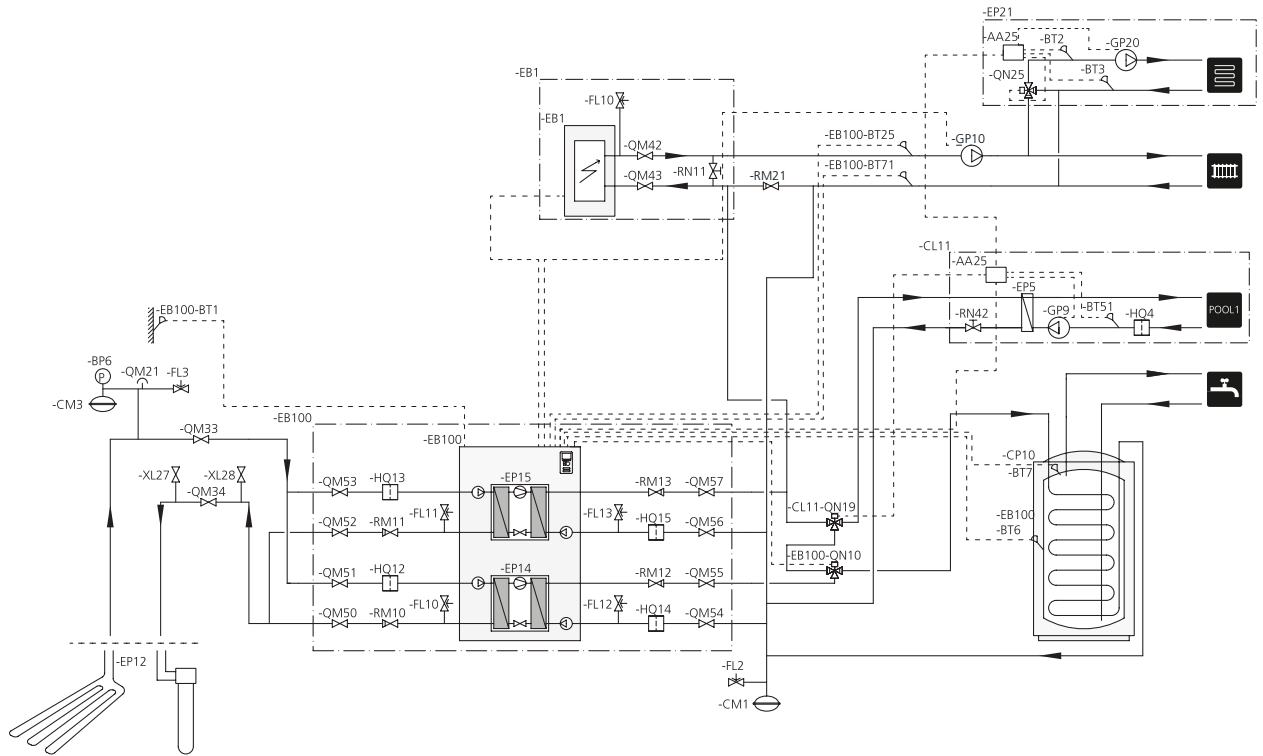 -EP21
-AA25
-BT2
-GP20
-BT3
-QN25
-EB1
-FL10
-EB1
-QM42
-EB100-BT25
-GP10
-RN11
-EB100-BT71
-QM43
-RM21
-CL11
-AA25
-EP5
-EB100-BT1
-RN42
-GP9
-BT51
-HQ4
POOL1
-BP6
P
-QM21
-FL3
-CM3
-EB100
-QM33
-EB100
-CP10
-BT7
-XL27
-XL28
-QM53
-HQ13
-EP15
-RM13
-QM57
-QM34
-CL11-QN19
-FL11
-FL13
-QM52
-RM11
-HQ15
-QM56
-EB100
-BT6
-EB100-QN10
-QM51
-HQ12
-EP14
-RM12
-QM55
-FL10
-FL12
-QM50
-RM10
-HQ14
-QM54
-EP12
-FL2
-CM1